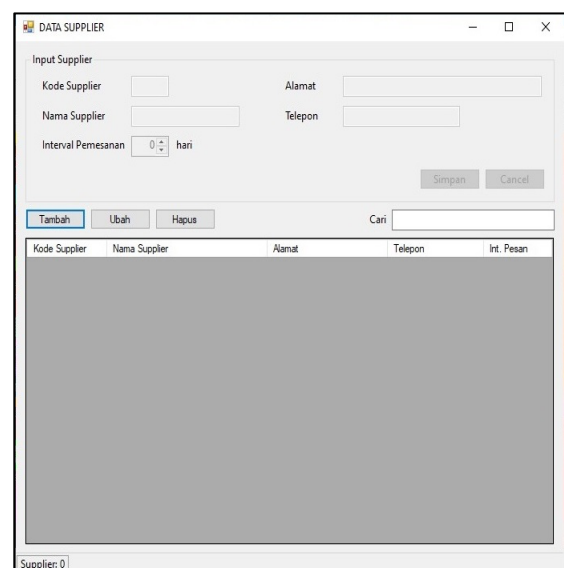 DATA SUPPLIER
Input Supplier
Kode Supplier
Alamat
Nama Supplier
Telepon
Interval Pemesanan 0 hari
Simpan Cancel
Tambah Ubah Hapus Cari
Kode Supplier Nama Supplier Alamat Telepon Int. Pesan
Supplier: 0